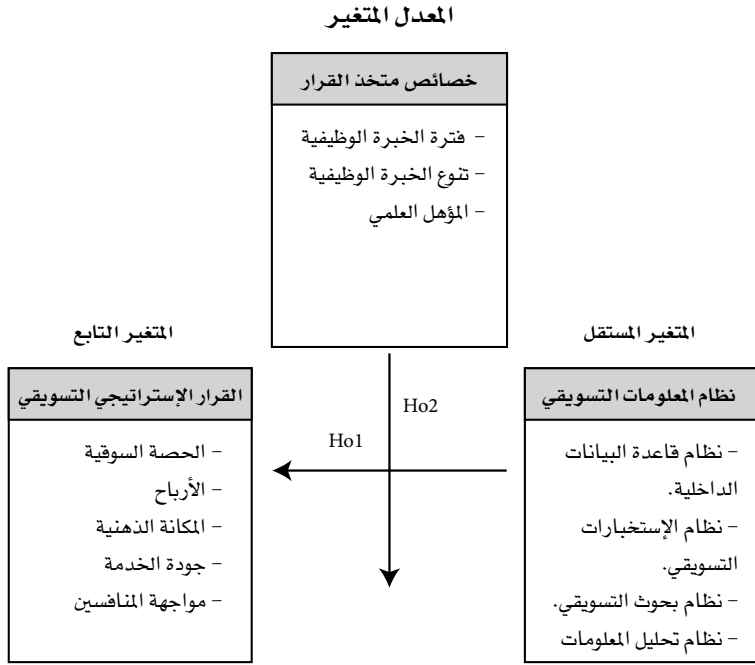 المعدل المتغير
خصائص متخذ القرار
- فترة الخبرة الوظيفية
- تنوع الخبرة الوظيفية
- المؤهل العلمي
المتغير المستقل
نظام المعلومات التسويقي
- نظام قاعدة البيانات
الداخلية.
- نظام الإستخبارات
التسويقي.
- نظام بحوث التسويقي.
- نظام تحليل المعلومات
Ho2
Ho1
المتغير التابع
القرار الإستراتيجي التسويقي
- الحصة السوقية
- الأرباح
- المكانة الذهنية
- جودة الخدمة
- مواجهة المنافسين